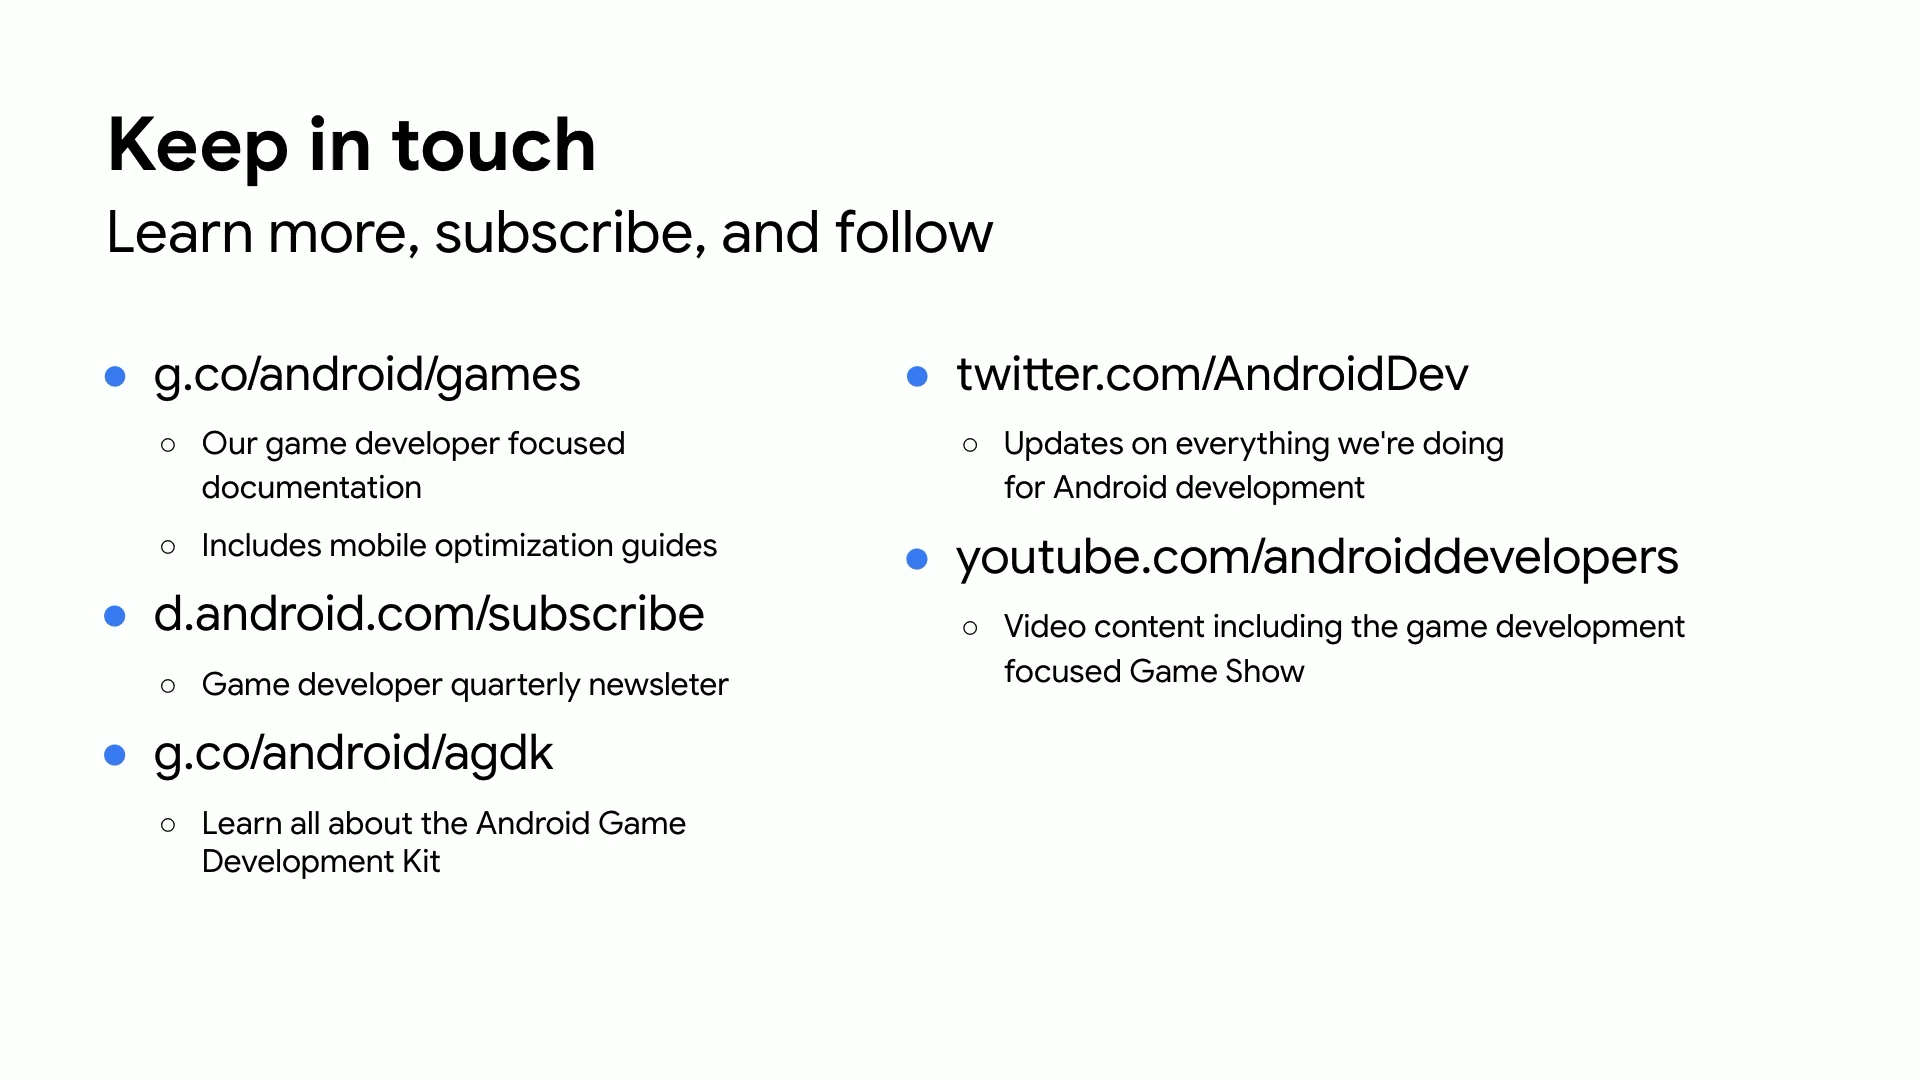 Keep in touch
Learn more, subscribe, and follow
● g.co/android/games
○ Our game developer focused
documentation
○ Includes mobile optimization guides
● d.android.com/subscribe
○ Game developer quarterly newsleter
● g.co/android/agdk
○ Learn all about the Android Game
Development Kit
● twitter.com/AndroidDev
○ Updates on everything we're doing
for Android development
● youtube.com/androiddevelopers
○ Video content including the game development
focused Game Show